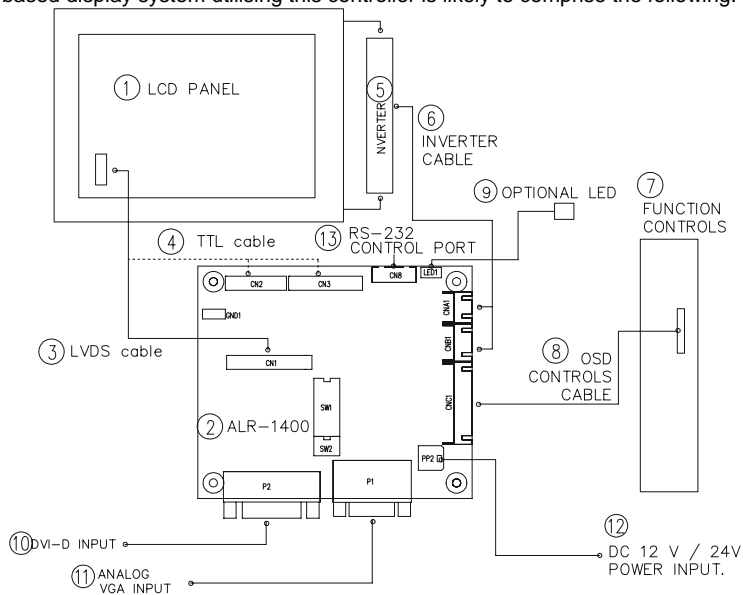 based display system utilising this controller is likely to comprise the following:
1 LCD PANEL
5
NVERTER
6
INVERTER
CABLE
9 OPTIONAL LED
7
FUNCTION
CONTROLS
4 TTL cable
13 RS-232
CONTROL PORT
CN2
CN3
CN8
LED1
CNA1
GND1
CNB1
3 LVDS cable
CN1
8 OSD
CONTROLS
CABLE
CNC1
SW1
2 ALR-1400
SW2
PP2
P2
P1
10 DVI-D INPUT
11 ANALOG
VGA INPUT
12
DC 12 V / 24V
POWER INPUT.